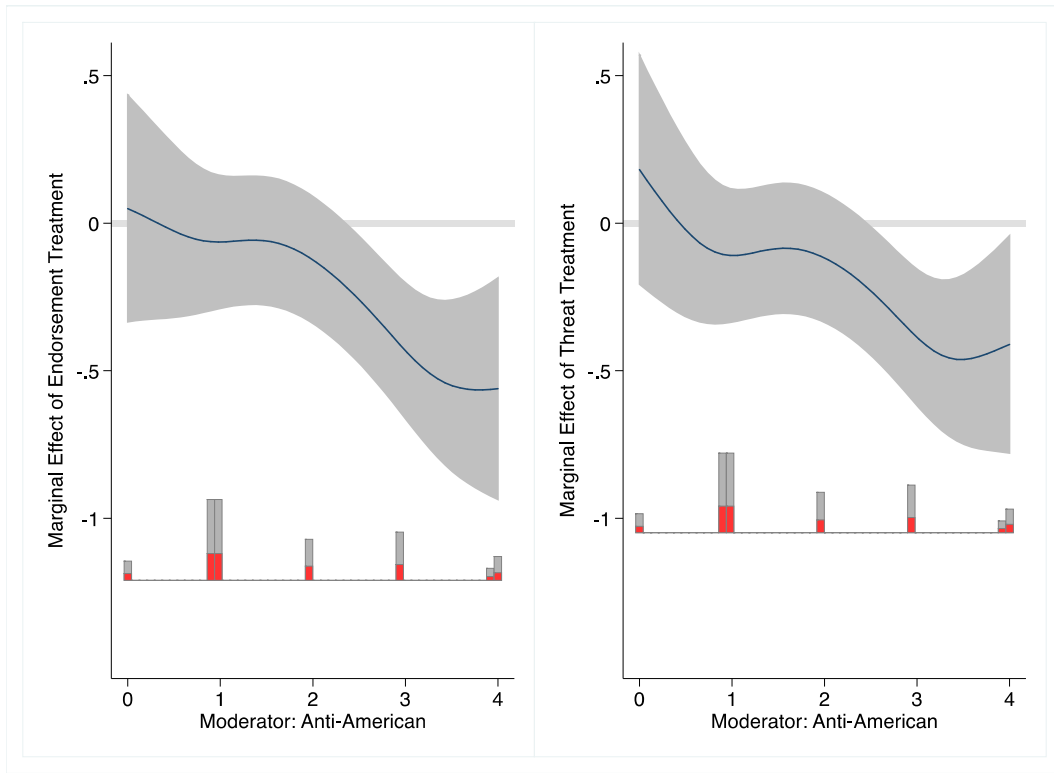 Marginal Effect of Endorsement Treatment
.5
0
-.5
-1
0 1 2 3 4
Moderator: Anti-American
Marginal Effect of Threat Treatment
.5
0
-.5
-1
0 1 2 3 4
Moderator: Anti-American